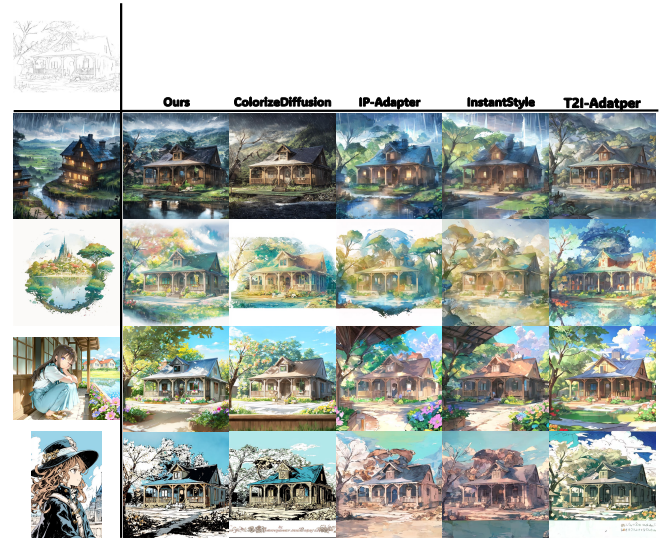 Ours
ColorizeDiffusion
IP-Adapter
InstantStyle
T2I-Adatper